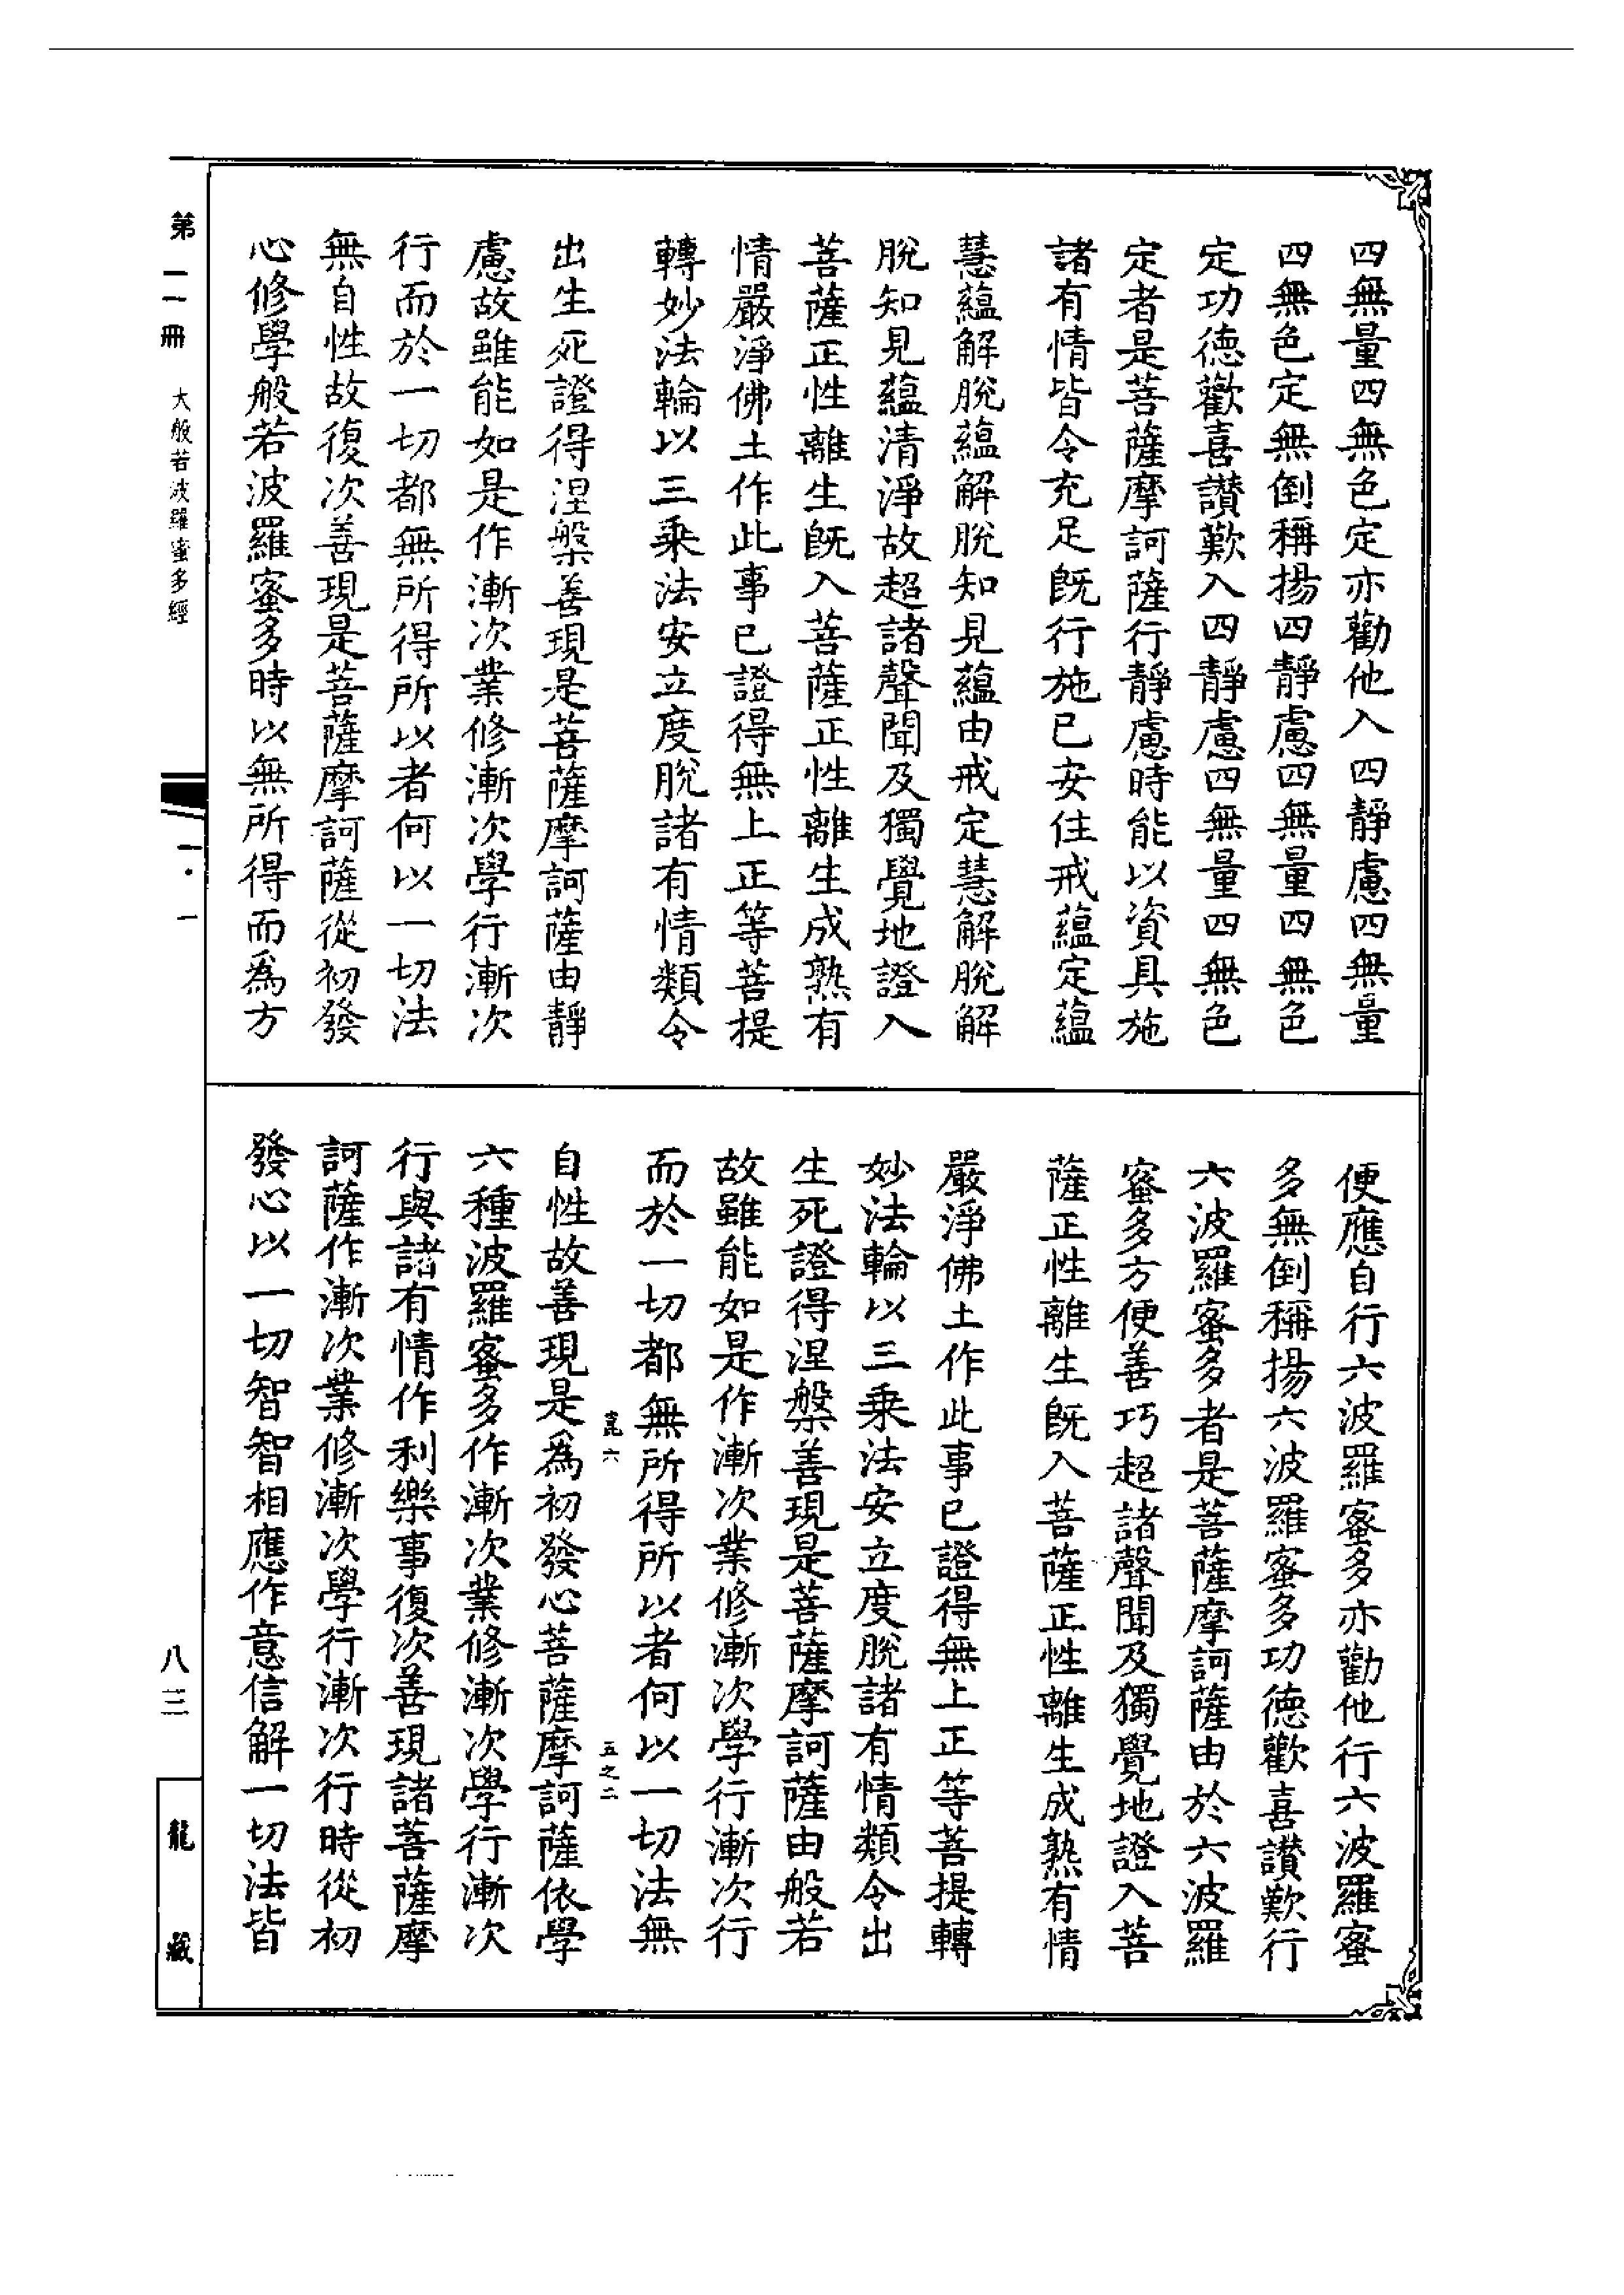 四無量四無色定亦勸他入四靜慮四無量
四無色定無倒稱揚四靜慮四無量四無色
定功德歡喜讚歎入四靜慮四無量四無色
定者是菩薩摩訶薩行靜慮時能以資具施
諸有情皆令充足既行施已安住戒蘊定蘊
慧蘊解脫蘊解脫知見蘊由戒定慧解脫解
脫知見蘊清淨故超諸聲聞及獨覺地證入
菩薩正性離生既入菩薩正性離生成熟有
情嚴淨佛土作此事已證得無上正等菩提
轉妙法輪以三乘法安立度脫諸有情類令
出生死證得涅槃善現是菩薩摩訶薩由靜
慮故雖能如是作漸次業修漸次學行漸次
行而於一切都無所得所以者何以一切法
無自性故復次善現是菩薩摩訶薩從初發
心修學般若波羅蜜多時以無所得而為方
便應自行六波羅蜜多亦勸他行六波羅蜜
多無倒稱揚六波羅蜜多功德歡喜讚歎行
六波羅蜜多者是菩薩摩訶薩由於六波羅
蜜多方便善巧超諸聲聞及獨覺地證入菩
薩正性離生既入菩薩正性離生成熟有情
嚴淨佛土作此事已證得無上正等菩提轉
妙法輪以三乘法安立度脫諸有情類令出
生死證得涅槃善現是菩薩摩訶薩由般若
故雖能如是作漸次業修漸次學行漸次行
而於一切都無所得所以者何以一切法無
六 五之二
自性故善現是為初發心菩薩摩訶薩依學
六種波羅蜜多作漸次業修漸次學行漸次
行與諸有情作利樂事復次善現諸菩薩摩
訶薩作漸次業修漸次學行漸次行時從初
發心以一切智智相應作意信解一切法皆
第一一冊 大般若波羅蜜多經 一·一 八三 龍藏